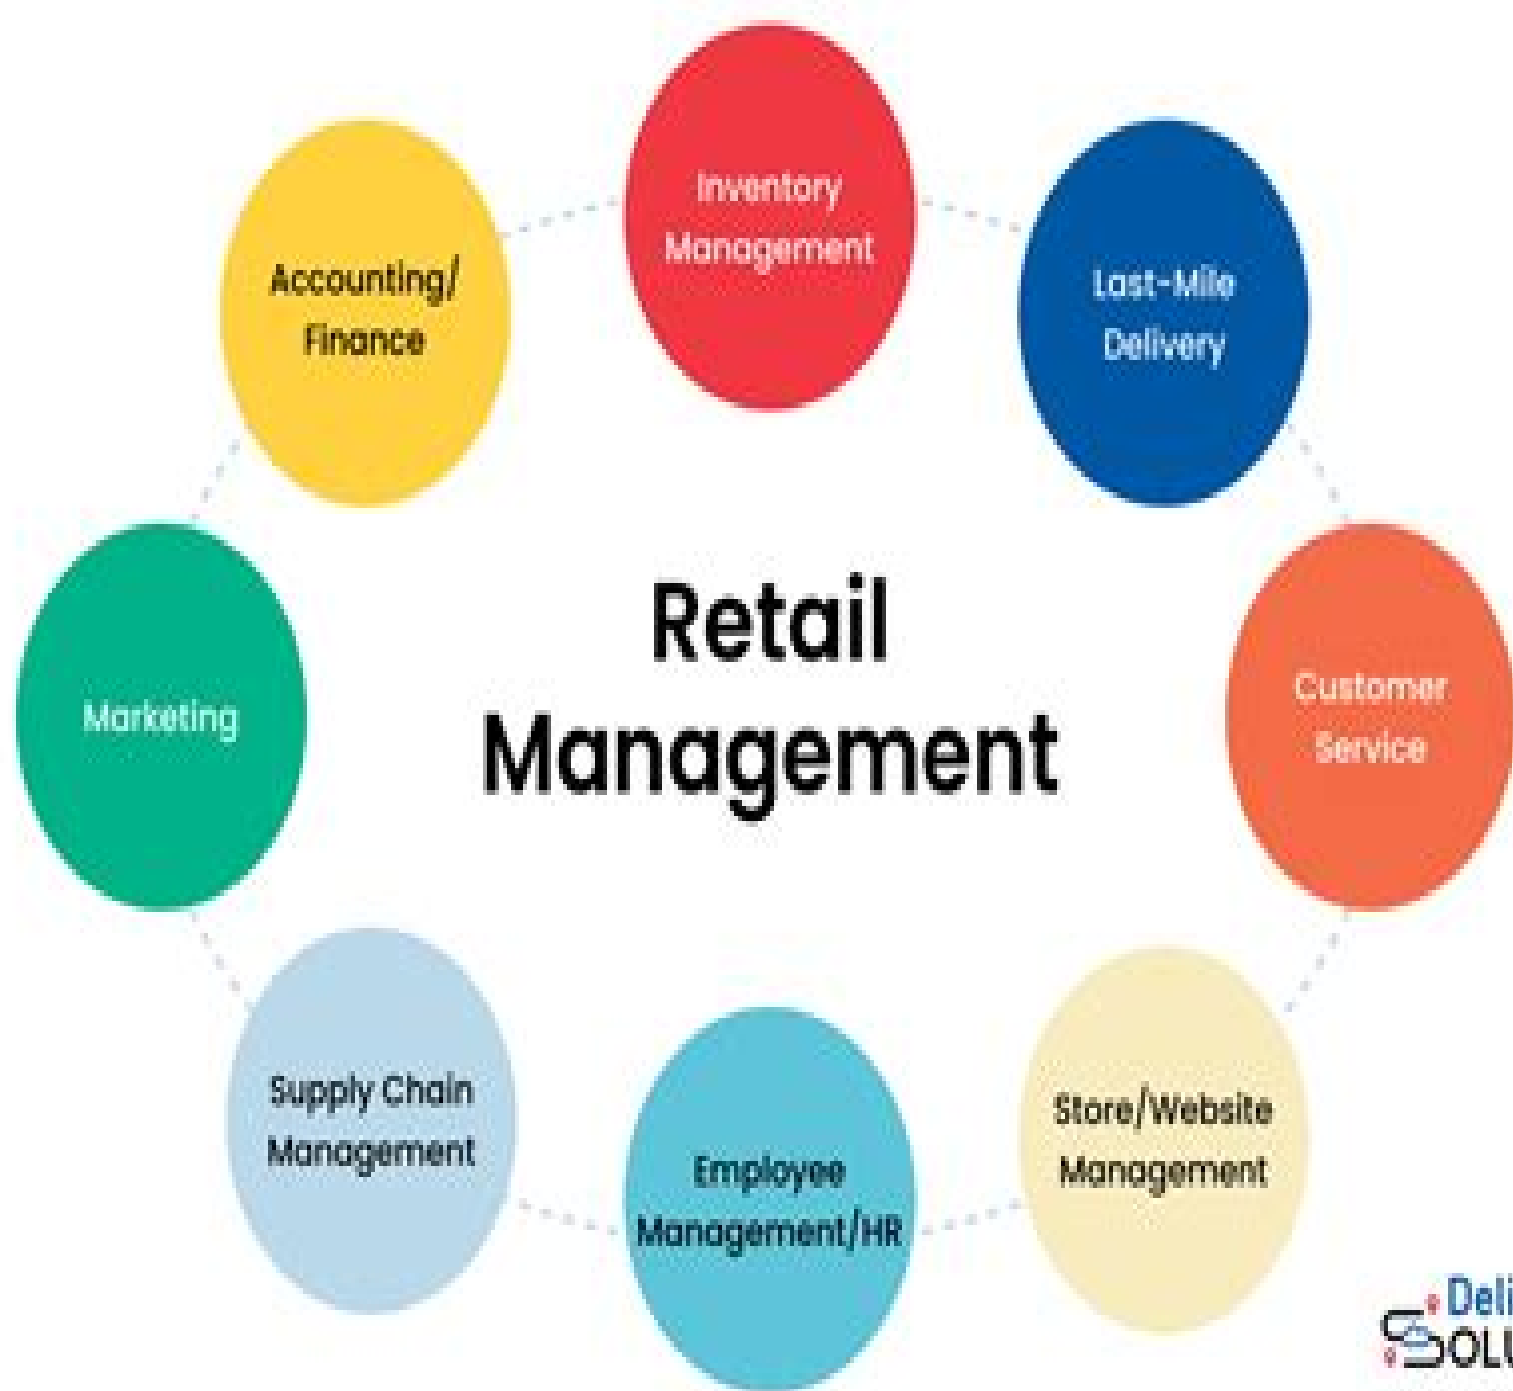 Inventory
Management
Last-Mile
Delivery
Customer
Service
Store/Website
Management
Employee
Management/HR
Supply Chain
Management
Marketing
Accounting/
Finance
Retail
Management